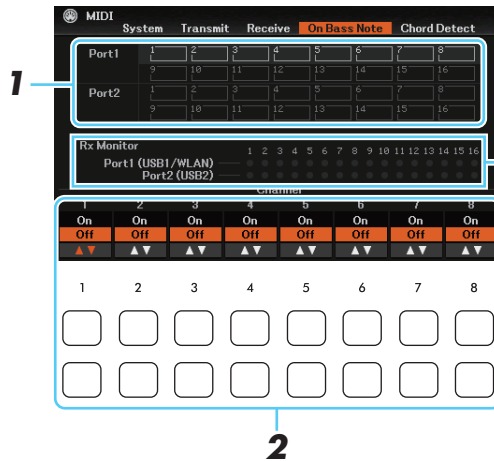 MIDI
System Transmit Receive On Bass Note Chord Detect
1
Port1 1 2 3 4 5 6 7 8
9 10 11 12 13 14 15 16
Port2 1 2 3 4 5 6 7 8
9 10 11 12 13 14 15 16
Rx Monitor 1 2 3 4 5 6 7 8 9 10 11 12 13 14 15 16
Port1 (USB1/WLAN)
Port2 (USB2)
Channel
1 2 3 4 5 6 7 8
On On On On On On On On
Off Off Off Off Off Off Off Off
▲▼ ▲▼ ▲▼ ▲▼ ▲▼ ▲▼ ▲▼ ▲▼
1 2 3 4 5 6 7 8
2